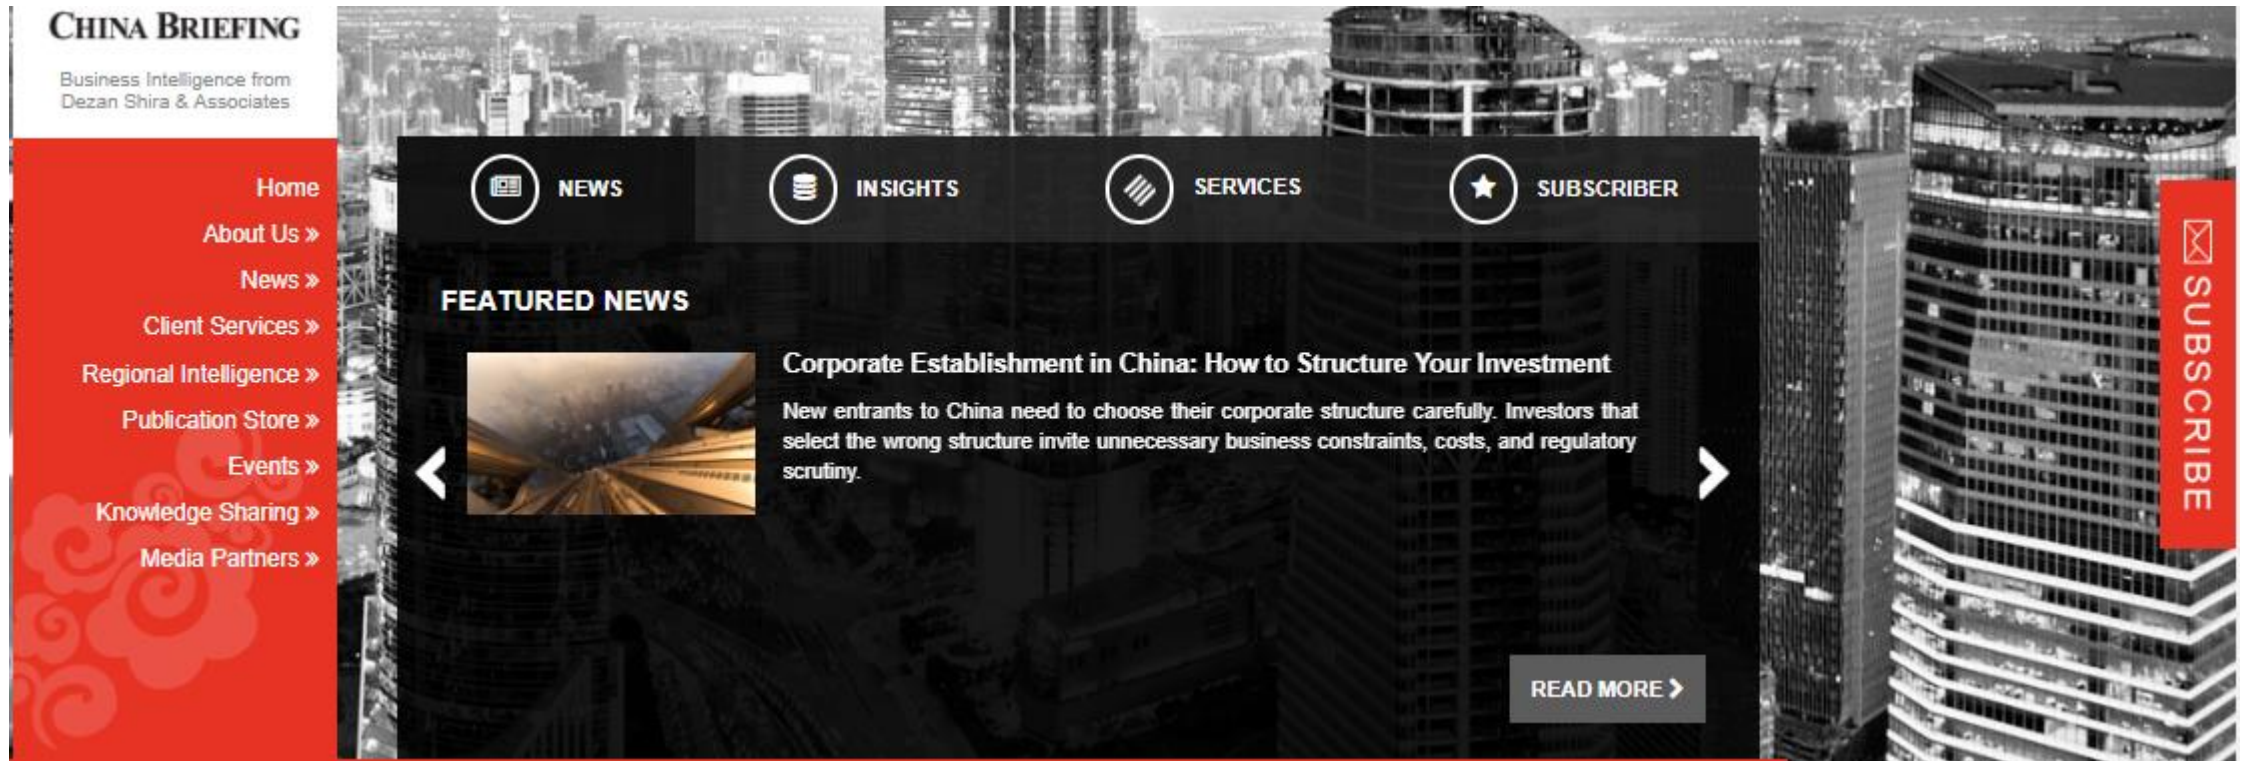 CHINA BRIEFING
Business Intelligence from
Dezan Shira & Associates
Home
About Us »
News »
Client Services »
Regional Intelligence »
Publication Store »
Events »
Knowledge Sharing »
Media Partners »
NEWS
INSIGHTS
SERVICES
SUBSCRIBER
FEATURED NEWS
Corporate Establishment in China: How to Structure Your Investment
New entrants to China need to choose their corporate structure carefully. Investors that
select the wrong structure invite unnecessary business constraints, costs, and regulatory
scrutiny.
READ MORE
SUBSCRIBE